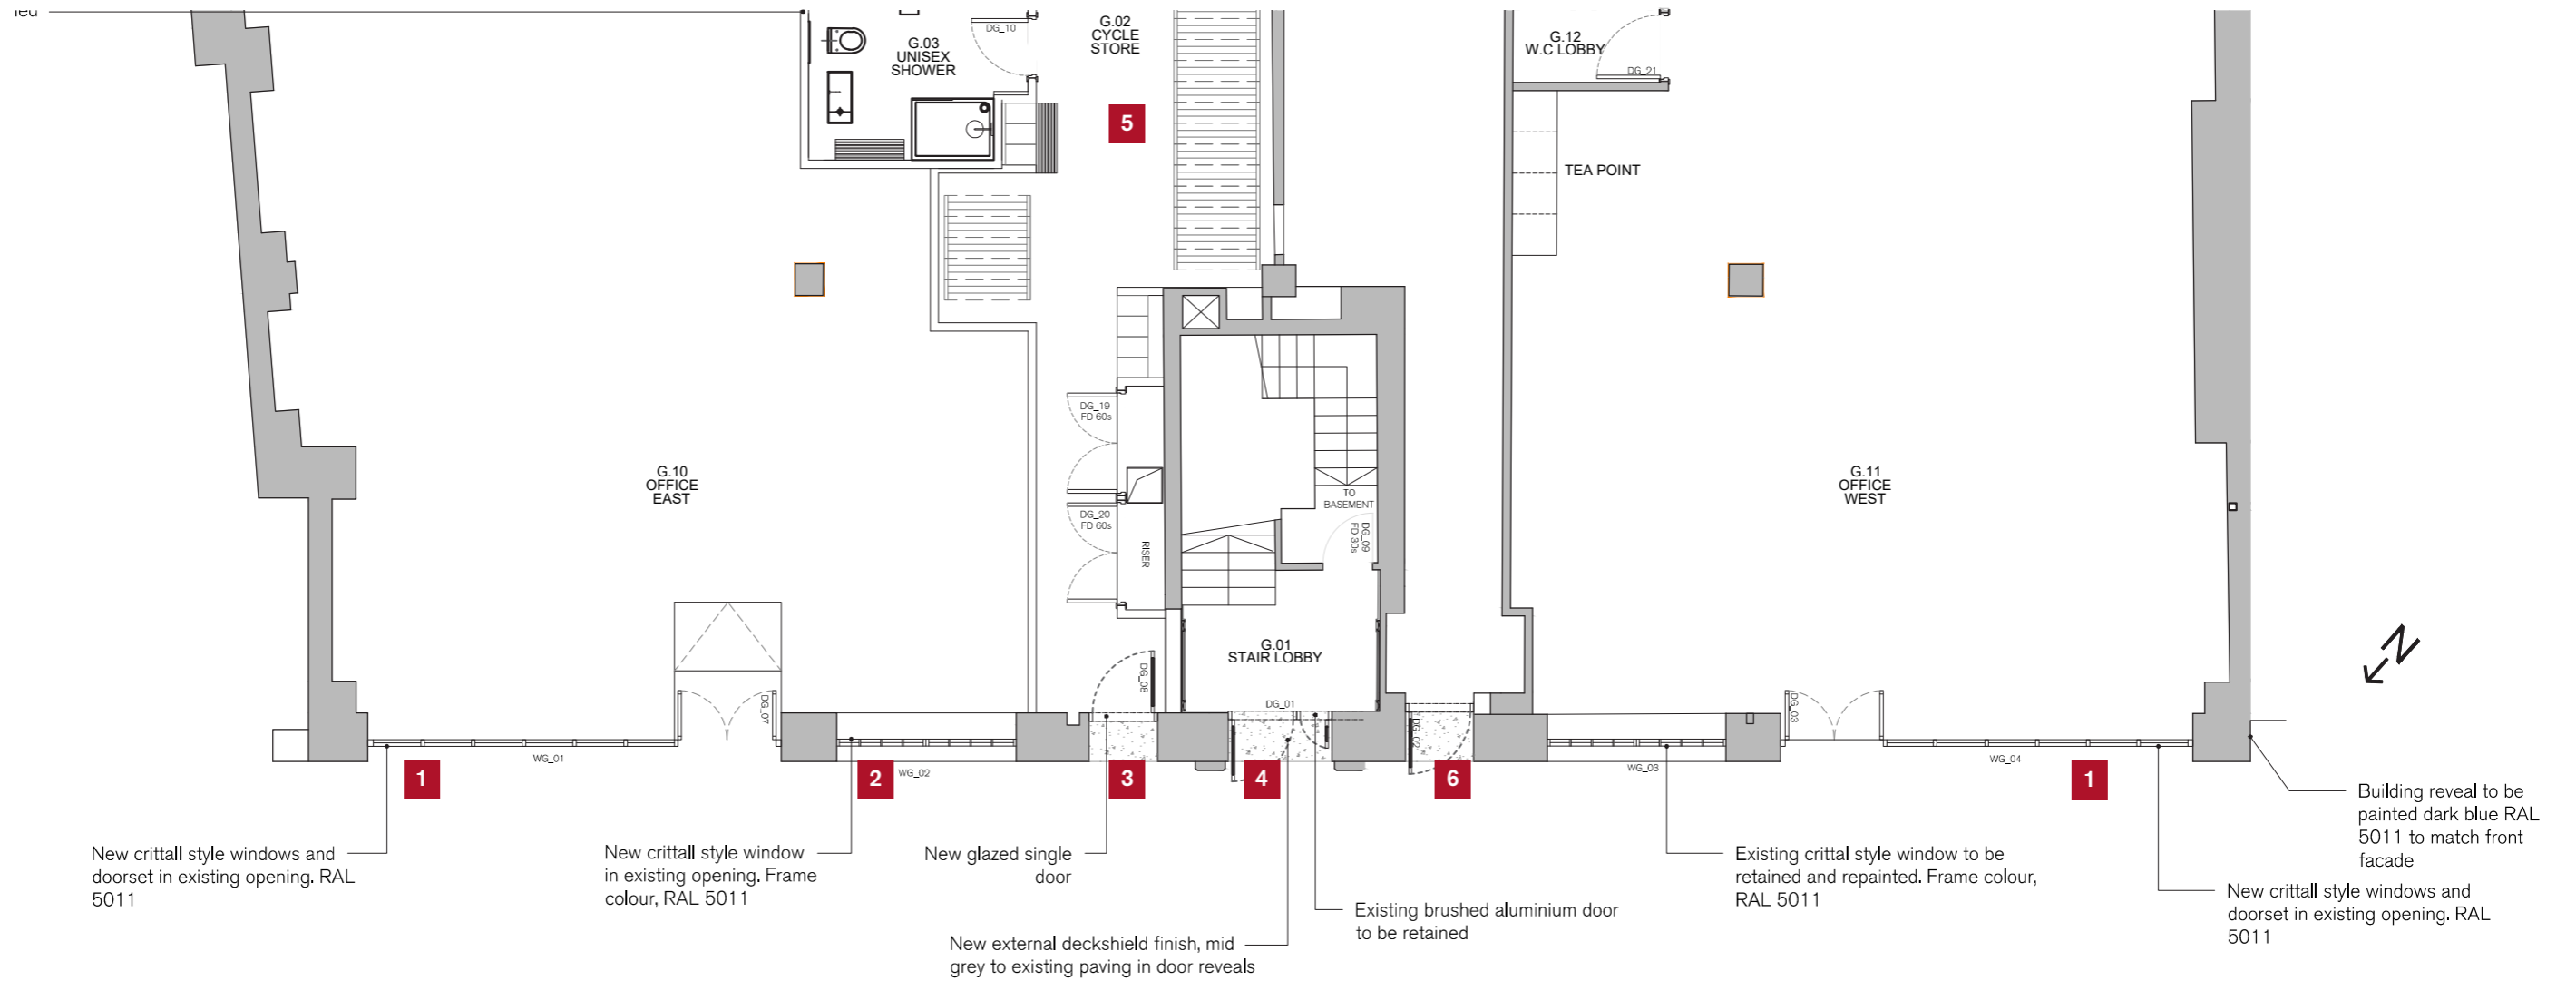 G.03
UNISEX
SHOWER
DG_10
G.02
CYCLE
STORE
G.12
W.C LOBBY
DG_21
5
TEA POINT
DG_19
FD 60s
G.10
OFFICE
EAST
G.11
OFFICE
WEST
TO
BASEMENT
DG_20
FD 60s
DG_09
FD 30s
RISER
G.01
STAIR LOBBY
DG_08
DG_07
DG_01
DG_02
DG_03
WG_01
WG_02
WG_03
WG_04
1
2
3
4
6
1
N
New crittall style windows and
doorset in existing opening. RAL
5011
New crittall style window
in existing opening. Frame
colour, RAL 5011
New glazed single
door
New external deckshield finish, mid
grey to existing paving in door reveals
Existing brushed aluminium door
to be retained
Existing crittal style window to be
retained and repainted. Frame colour,
RAL 5011
Building reveal to be
painted dark blue RAL
5011 to match front
facade
New crittall style windows and
doorset in existing opening. RAL
5011